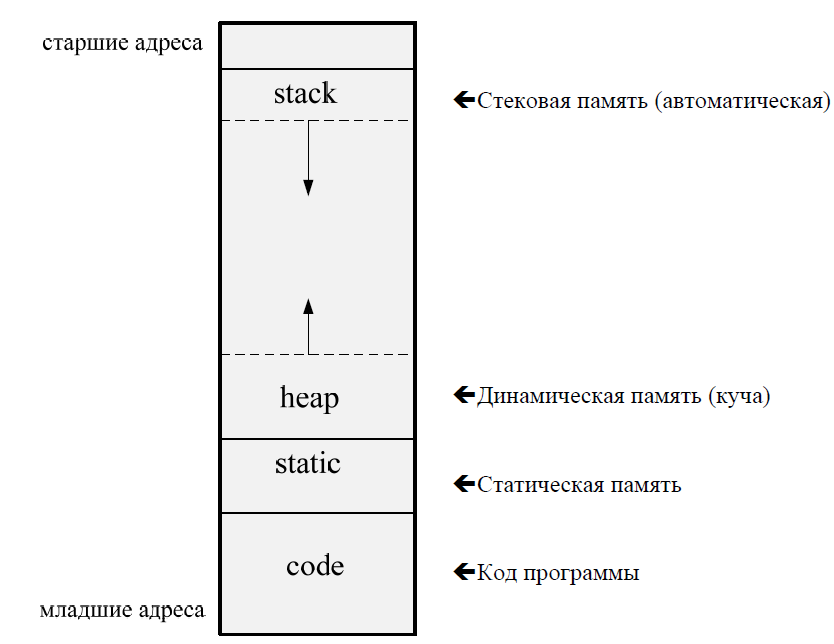 старшие адреса
stack
🡸Стековая память (автоматическая)
heap
🡸Динамическая память (куча)
static
🡸Статическая память
code
🡸Код программы
младшие адреса